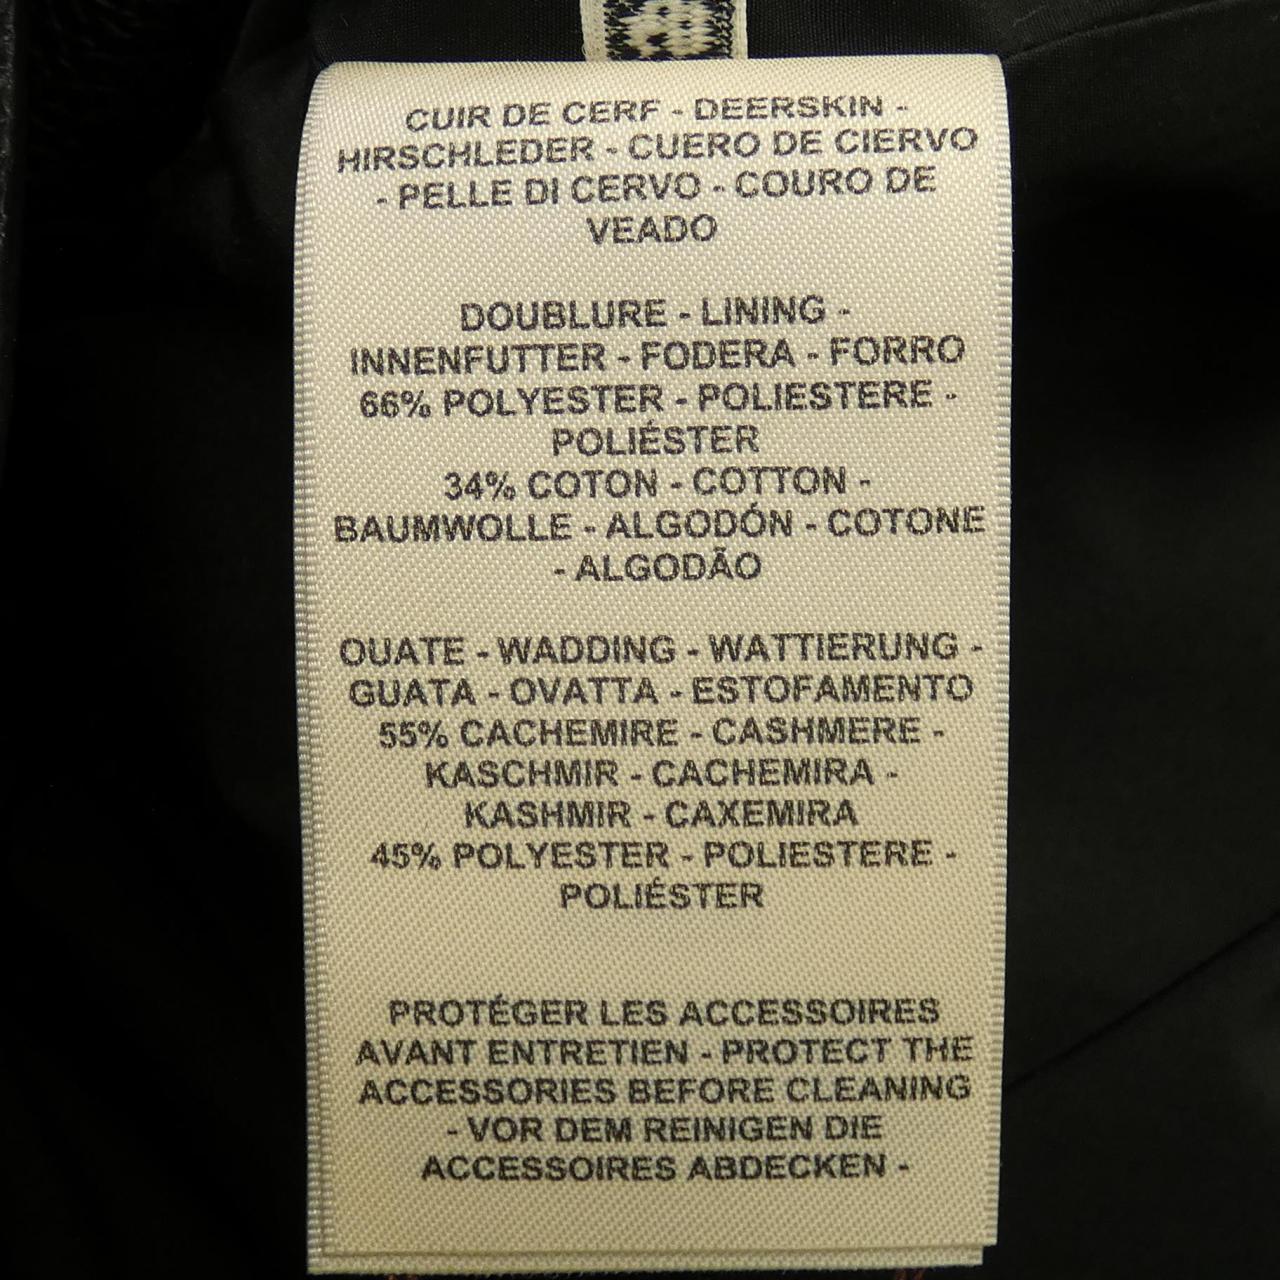 CUIR DE CERF - DEERSKIN -
HIRSCHLEDER - CUERO DE CIERVO
- PELLE DI CERVO - COURO DE
VEADO
DOUBLURE - LINING -
INNENFUTTER - FODERA - FORRO
66% POLYESTER - POLIESTERE -
POLIÉSTER
34% COTON - COTTON -
BAUMWOLLE - ALGODÓN - COTONE
- ALGODÃO
OUATE - WADDING - WATTIERUNG -
GUATA - OVATTA - ESTOFAMENTO
55% CACHEMIRE - CASHMERE -
KASCHMIR - CACHEMIRA -
KASHMIR - CAXEMIRA
45% POLYESTER - POLIESTERE -
POLIÉSTER
PROTÉGER LES ACCESSOIRES
AVANT ENTRETIEN - PROTECT THE
ACCESSORIES BEFORE CLEANING
- VOR DEM REINIGEN DIE
ACCESSOIRES ABDECKEN -